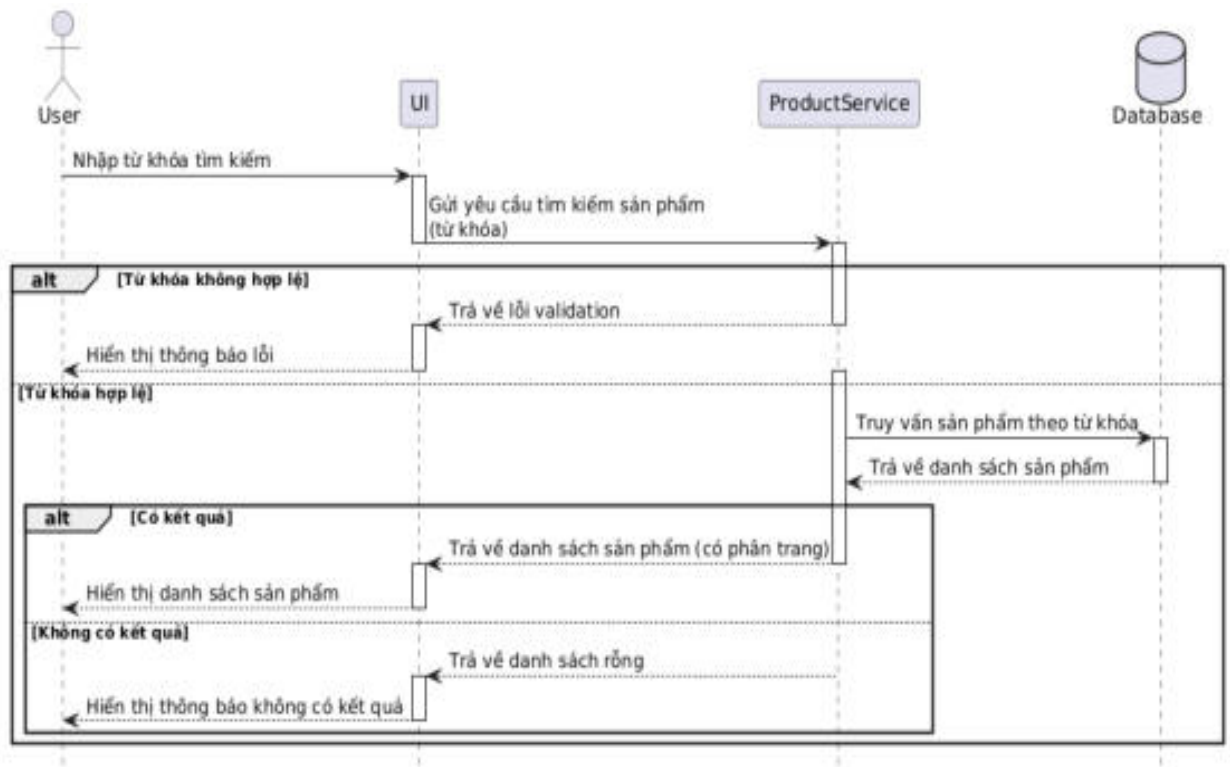 User
UI
ProductService
Database
Nhập từ khóa tìm kiếm
Gửi yêu cầu tìm kiếm sản phẩm
(từ khóa)
alt [Từ khóa không hợp lệ]
Trả về lỗi validation
Hiển thị thông báo lỗi
[Từ khóa hợp lệ]
Truy vấn sản phẩm theo từ khóa
Trả về danh sách sản phẩm
alt [Có kết quả]
Trả về danh sách sản phẩm (có phân trang)
Hiển thị danh sách sản phẩm
[Không có kết quả]
Trả về danh sách rỗng
Hiển thị thông báo không có kết quả